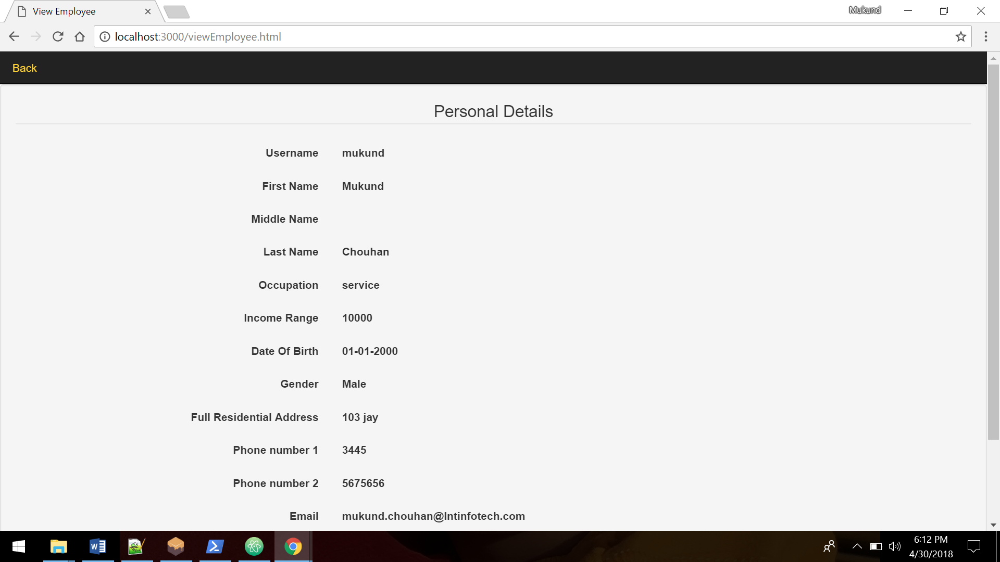 View Employee
Mukund
localhost:3000/viewEmployee.html
Back
Personal Details
Username mukund
First Name Mukund
Middle Name
Last Name Chouhan
Occupation service
Income Range 10000
Date Of Birth 01-01-2000
Gender Male
Full Residential Address 103 jay
Phone number 1 3445
Phone number 2 5675656
Email mukund.chouhan@lntinfotech.com
6:12 PM
4/30/2018